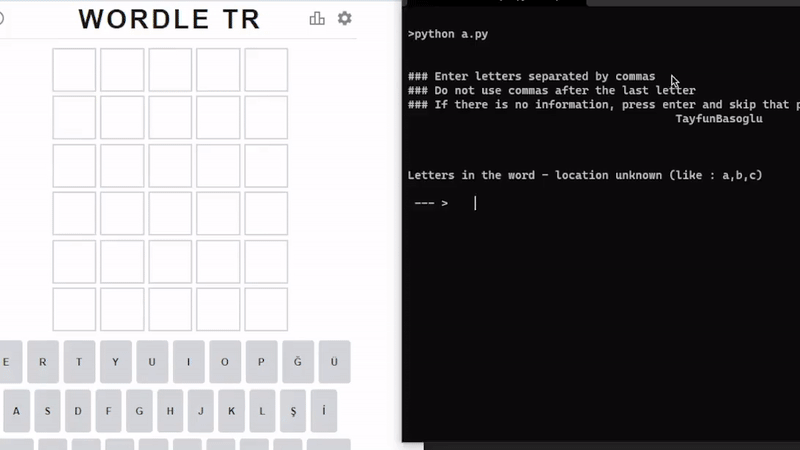 WORDLE TR
E R T Y U I O P Ğ Ü
A S D F G H J K L Ş İ
>python a.py
### Enter letters separated by commas
### Do not use commas after the last letter
### If there is no information, press enter and skip that p
TayfunBasoglu
Letters in the word - location unknown (like : a,b,c)
--- >